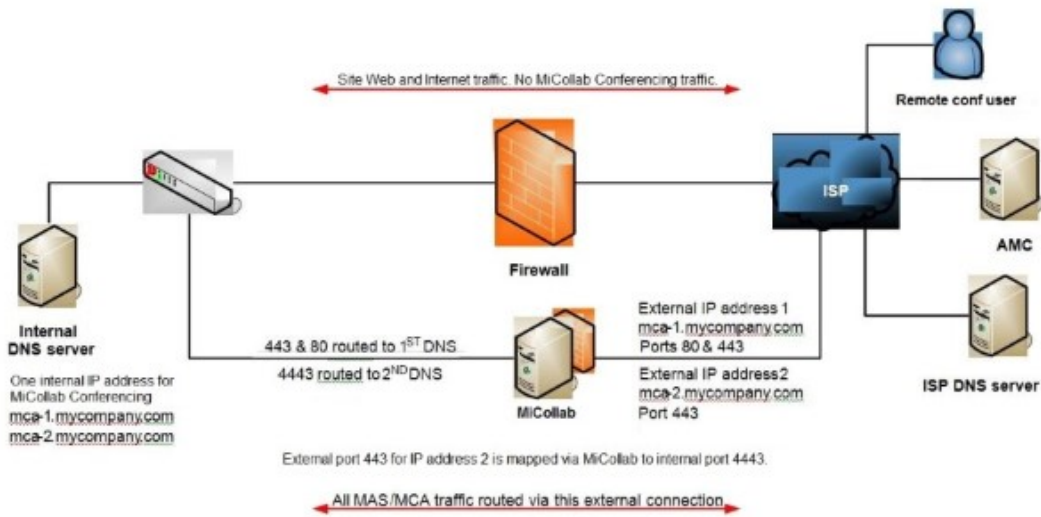 Site Web and Internet traffic. No MiCollab Conferencing traffic.
Remote conf user
ISP
AMC
Firewall
Internal
DNS server
One internal IP address for
MiCollab Conferencing
mca-1.mycompany.com
mca-2.mycompany.com
443 & 80 routed to 1ST DNS
4443 routed to 2ND DNS
MiCollab
External IP address 1
mca-1.mycompany.com
Ports 80 & 443
External IP address2
mca-2.mycompany.com
Port 443
ISP DNS server
External port 443 for IP address 2 is mapped via MiCollab to internal port 4443.
All MAS/MCA traffic routed via this external connection